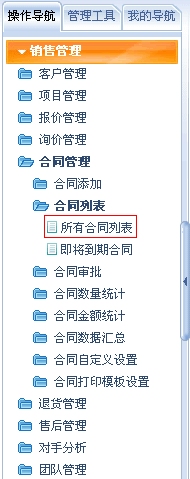 操作导航 管理工具 我的导航
销售管理
客户管理
项目管理
报价管理
询价管理
合同管理
合同添加
合同列表
所有合同列表
即将到期合同
合同审批
合同数量统计
合同金额统计
合同数据汇总
合同自定义设置
合同打印模板设置
退货管理
售后管理
对手分析
团队管理